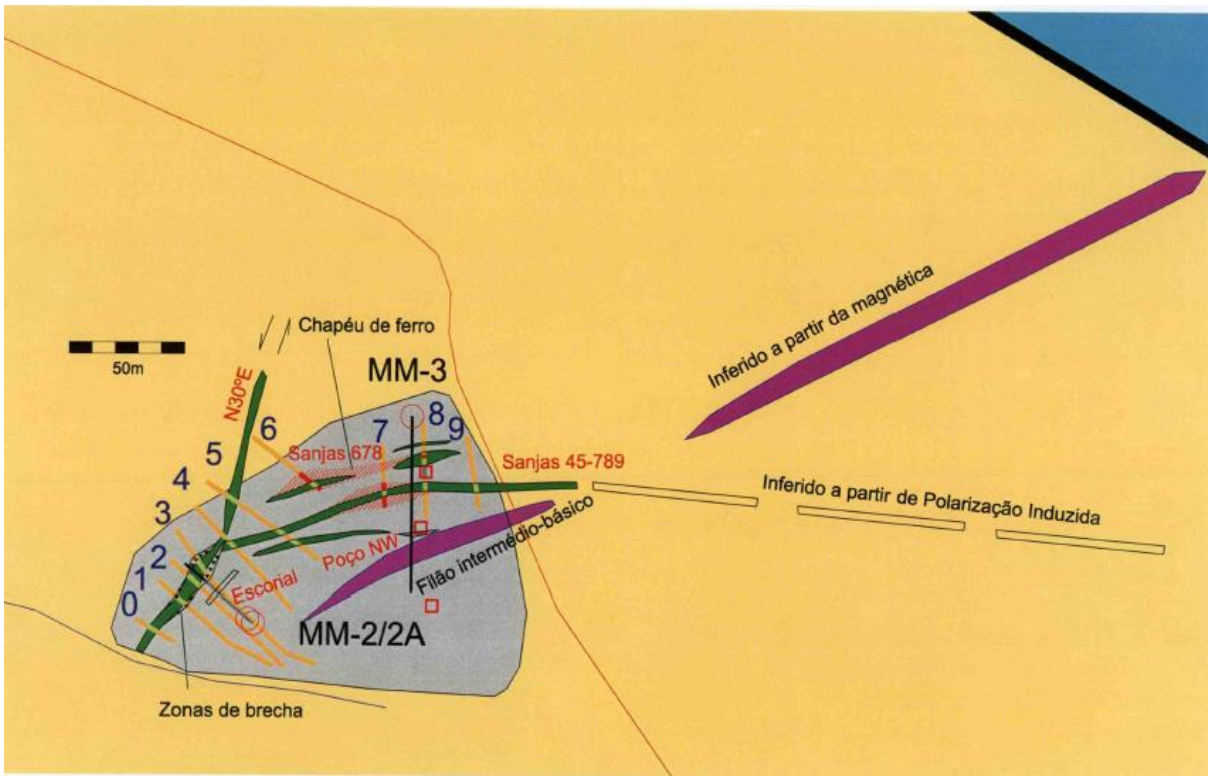 Inferido a partir da magnética
Chapéu de ferro
50m
MM-3
N30ºE
6
7
8
9
5
Sanjas 678
Sanjas 45-789
4
Inferido a partir de Polarização Induzida
3
Poço NW
Filão intermédio-básico
2
Escorial
1
0
MM-2/2A
Zonas de brecha